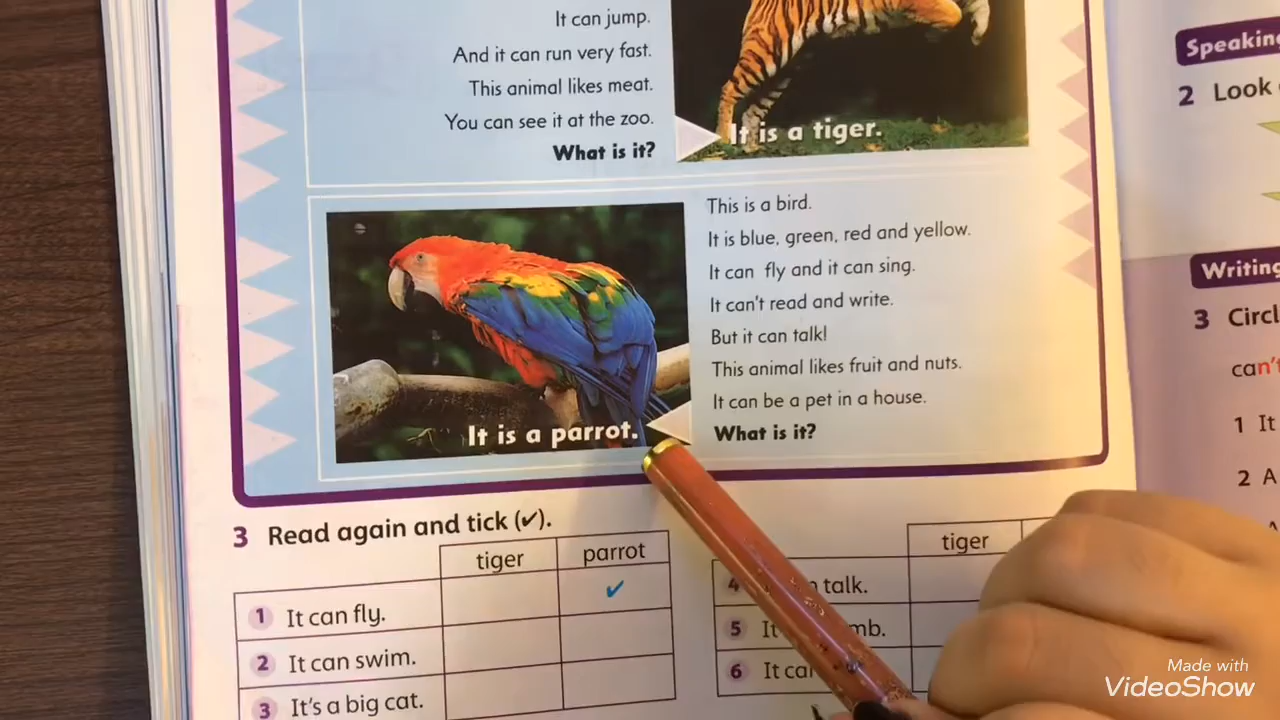 It can jump.
And it can run very fast.
This animal likes meat.
You can see it at the zoo.
What is it?
It is a tiger.
This is a bird.
It is blue, green, red and yellow.
It can fly and it can sing.
It can't read and write.
But it can talk!
This animal likes fruit and nuts.
It can be a pet in a house.
What is it?
It is a parrot.
3 Read again and tick (✔).
tiger parrot
1 It can fly. ✔
2 It can swim.
3 It's a big cat.
tiger
4 talk.
5 It
6 It
2 Look
3
can't
1 It
2 A
Made with
VideoShow